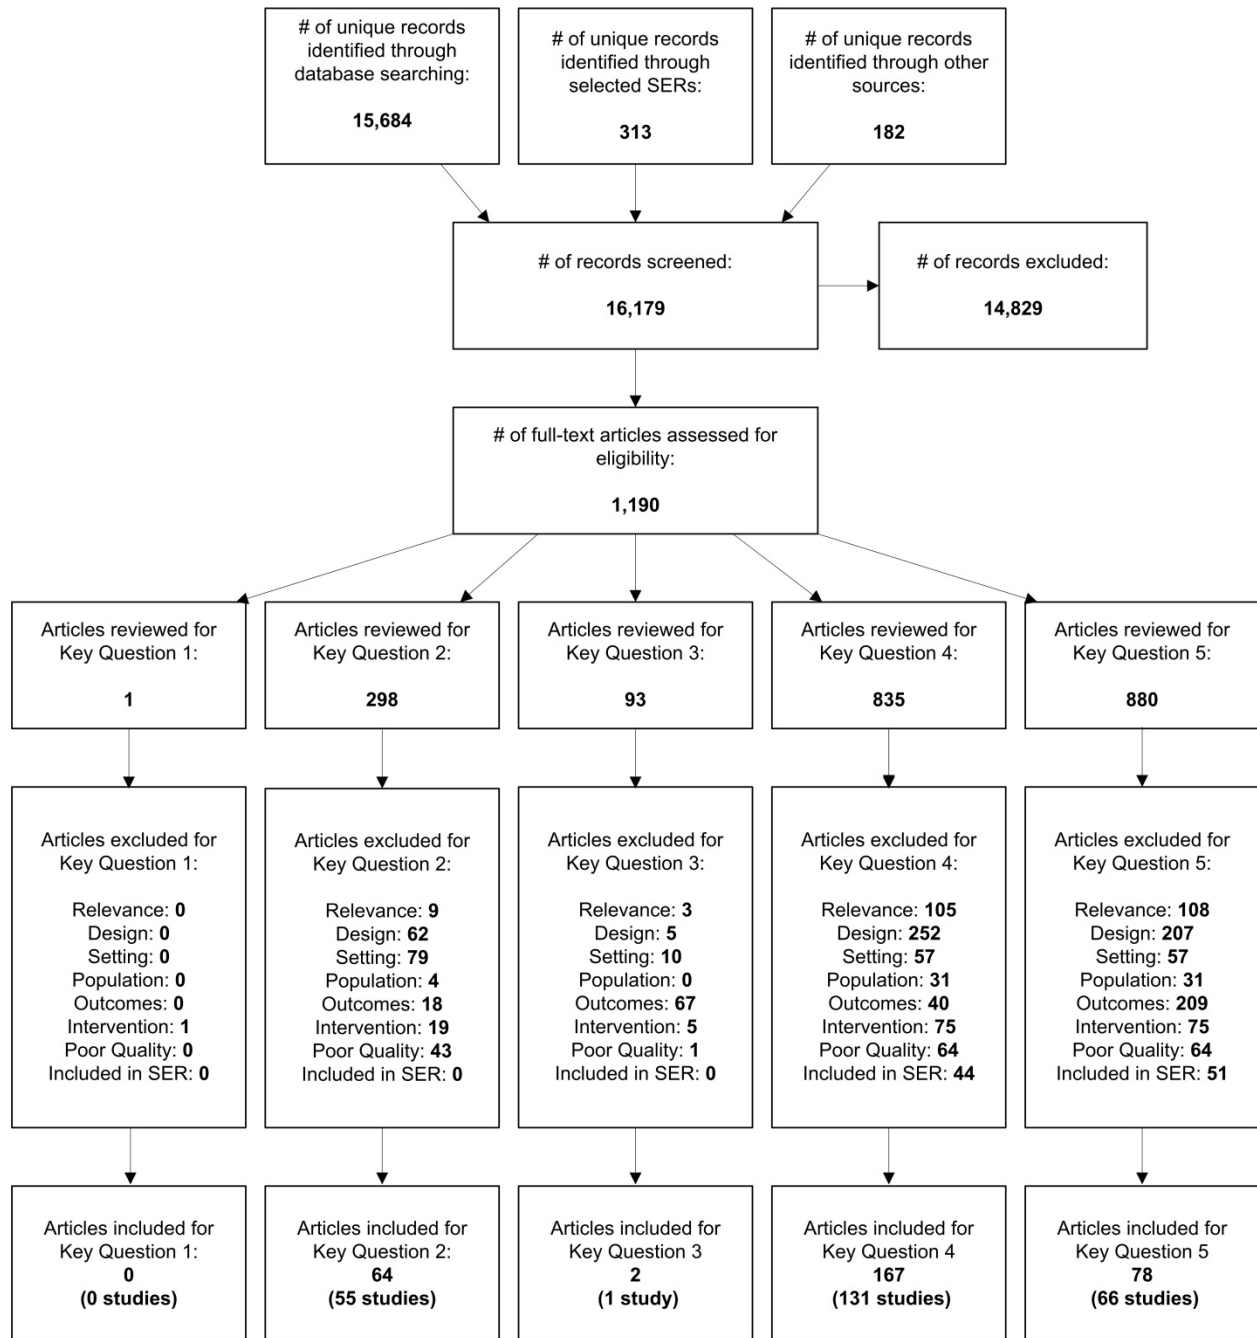 # of unique records
identified through
database searching:
15,684
# of unique records
identified through
selected SERs:
313
# of unique records
identified through other
sources:
182
# of records screened:
16,179
# of records excluded:
14,829
# of full-text articles assessed for
eligibility:
1,190
Articles reviewed for
Key Question 1:
1
Articles reviewed for
Key Question 2:
298
Articles reviewed for
Key Question 3:
93
Articles reviewed for
Key Question 4:
835
Articles reviewed for
Key Question 5:
880
Articles excluded for
Key Question 1:
Relevance: 0
Design: 0
Setting: 0
Population: 0
Outcomes: 0
Intervention: 1
Poor Quality: 0
Included in SER: 0
Articles excluded for
Key Question 2:
Relevance: 9
Design: 62
Setting: 79
Population: 4
Outcomes: 18
Intervention: 19
Poor Quality: 43
Included in SER: 0
Articles excluded for
Key Question 3:
Relevance: 3
Design: 5
Setting: 10
Population: 0
Outcomes: 67
Intervention: 5
Poor Quality: 1
Included in SER: 0
Articles excluded for
Key Question 4:
Relevance: 105
Design: 252
Setting: 57
Population: 31
Outcomes: 40
Intervention: 75
Poor Quality: 64
Included in SER: 44
Articles excluded for
Key Question 5:
Relevance: 108
Design: 207
Setting: 57
Population: 31
Outcomes: 209
Intervention: 75
Poor Quality: 64
Included in SER: 51
Articles included for
Key Question 1:
0
(0 studies)
Articles included for
Key Question 2:
64
(55 studies)
Articles included for
Key Question 3
2
(1 study)
Articles included for
Key Question 4
167
(131 studies)
Articles included for
Key Question 5
78
(66 studies)